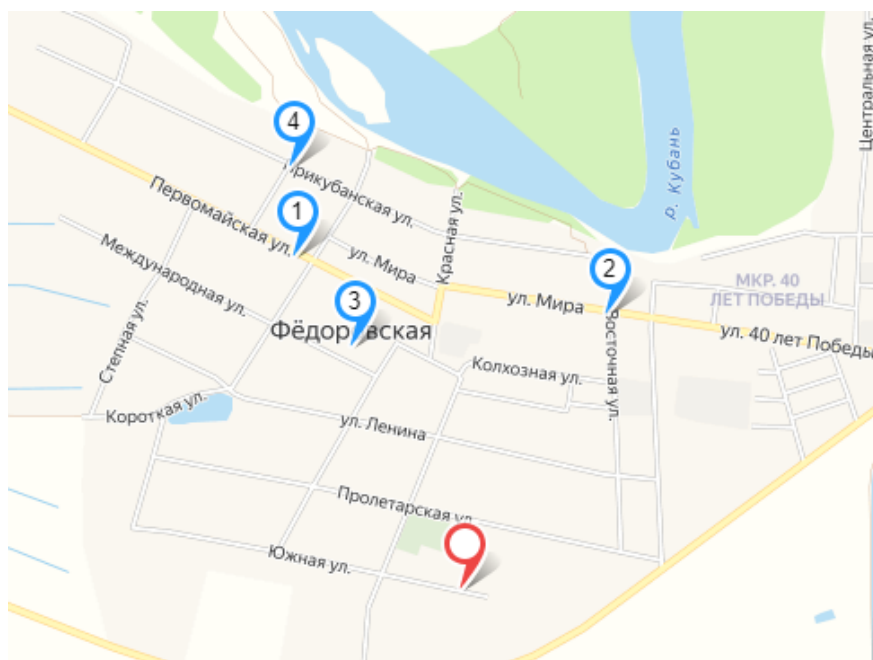 Центральная ул.
4
Прикубанская ул.
р. Кубань
Первомайская ул.
1
Красная ул.
ул. Мира
Международная ул.
2
МКР. 40
ЛЕТ ПОБЕДЫ
3
ул. Мира
Фёдоровская
Восточная ул.
ул. 40 лет Победы
Степная ул.
Колхозная ул.
Короткая ул.
ул. Ленина
Пролетарская ул.
Южная ул.